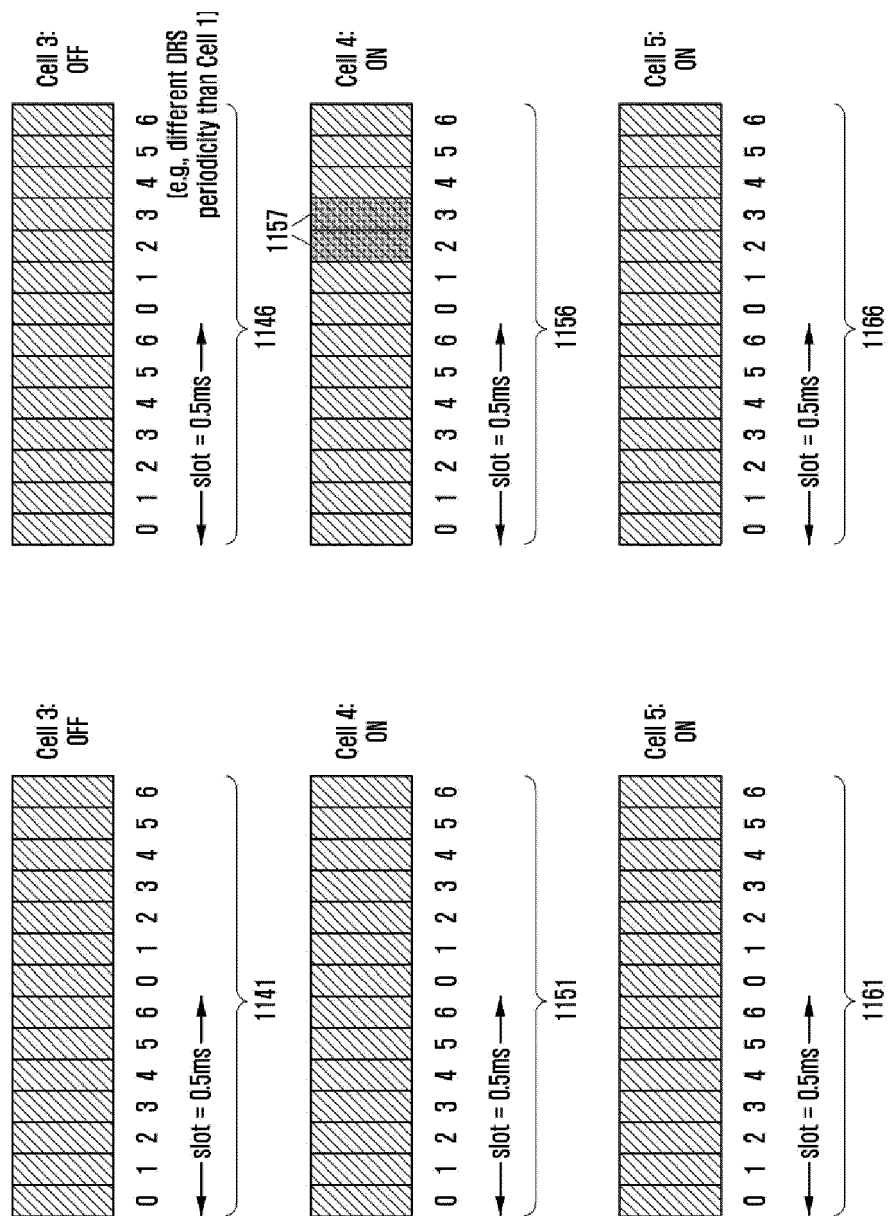 Cell 3:
OFF
0 1 2 3 4 5 6 0 1 2 3 4 5 6
slot = 0.5ms
1141
Cell 3:
OFF
[e.g., different DRS
periodicity than Cell 1]
0 1 2 3 4 5 6 0 1 2 3 4 5 6
slot = 0.5ms
1146
Cell 4:
ON
0 1 2 3 4 5 6 0 1 2 3 4 5 6
slot = 0.5ms
1151
1157
Cell 4:
ON
0 1 2 3 4 5 6 0 1 2 3 4 5 6
slot = 0.5ms
1156
Cell 5:
ON
0 1 2 3 4 5 6 0 1 2 3 4 5 6
slot = 0.5ms
1161
Cell 5:
ON
0 1 2 3 4 5 6 0 1 2 3 4 5 6
slot = 0.5ms
1166